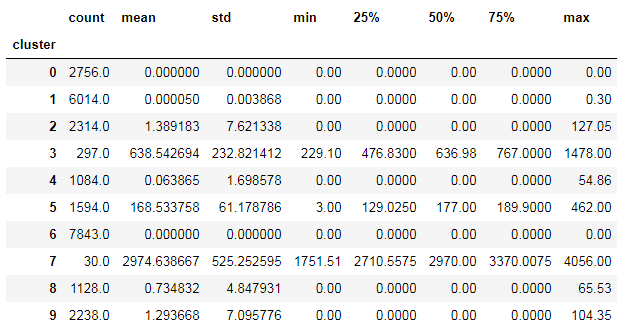 count mean std min 25% 50% 75% max
cluster
0 2756.0 0.000000 0.000000 0.00 0.0000 0.00 0.0000 0.00
1 6014.0 0.000050 0.003868 0.00 0.0000 0.00 0.0000 0.30
2 2314.0 1.389183 7.621338 0.00 0.0000 0.00 0.0000 127.05
3 297.0 638.542694 232.821412 229.10 476.8300 636.98 767.0000 1478.00
4 1084.0 0.063865 1.698578 0.00 0.0000 0.00 0.0000 54.86
5 1594.0 168.533758 61.178786 3.00 129.0250 177.00 189.9000 462.00
6 7843.0 0.000000 0.000000 0.00 0.0000 0.00 0.0000 0.00
7 30.0 2974.638667 525.252595 1751.51 2710.5575 2970.00 3370.0075 4056.00
8 1128.0 0.734832 4.847931 0.00 0.0000 0.00 0.0000 65.53
9 2238.0 1.293668 7.095776 0.00 0.0000 0.00 0.0000 104.35